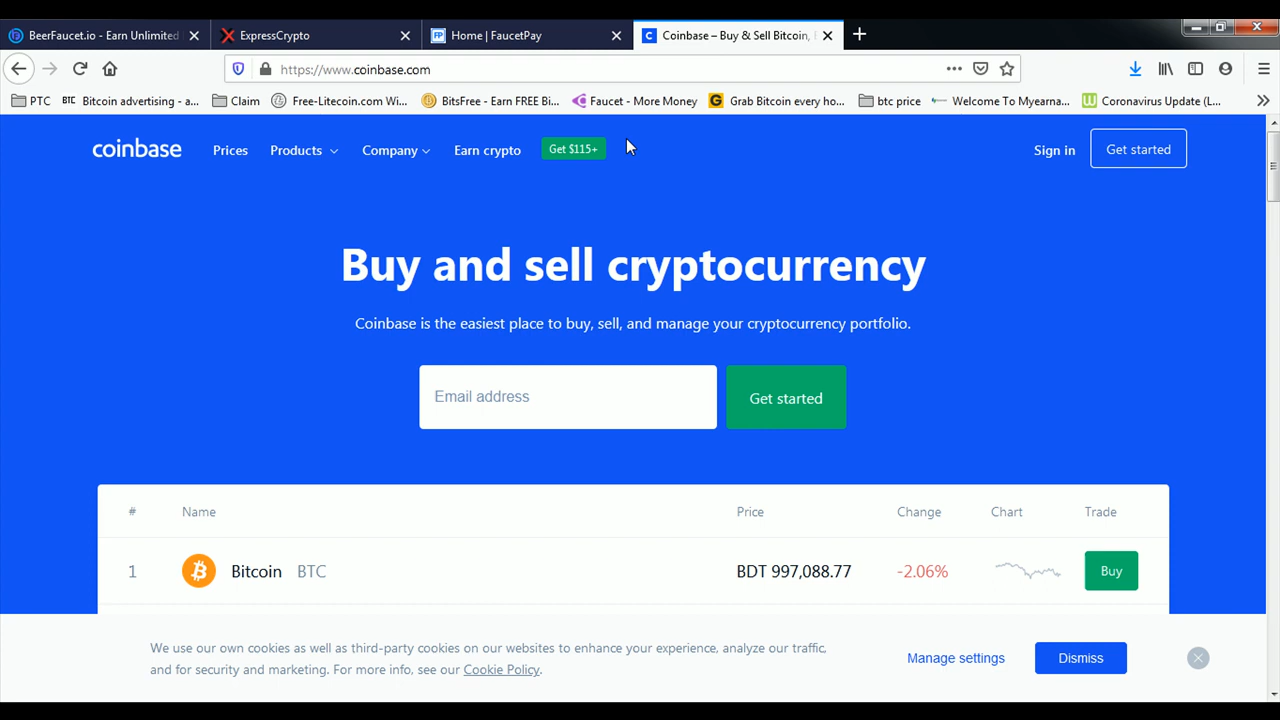 BeerFaucet.io - Earn Unlimited
ExpressCrypto
Home | FaucetPay
Coinbase – Buy & Sell Bitcoin,
https://www.coinbase.com
PTC
Bitcoin advertising - a...
Claim
Free-Litecoin.com Wi...
BitsFree - Earn FREE Bi...
Faucet - More Money
Grab Bitcoin every ho...
btc price
Welcome To Myearna...
Coronavirus Update (L...
coinbase
Prices
Products
Company
Earn crypto
Get $115+
Sign in
Get started
Buy and sell cryptocurrency
Coinbase is the easiest place to buy, sell, and manage your cryptocurrency portfolio.
Email address
Get started
# Name Price Change Chart Trade
1 Bitcoin BTC BDT 997,088.77 -2.06% Buy
We use our own cookies as well as third-party cookies on our websites to enhance your experience, analyze our traffic,
and for security and marketing. For more info, see our Cookie Policy.
Manage settings
Dismiss